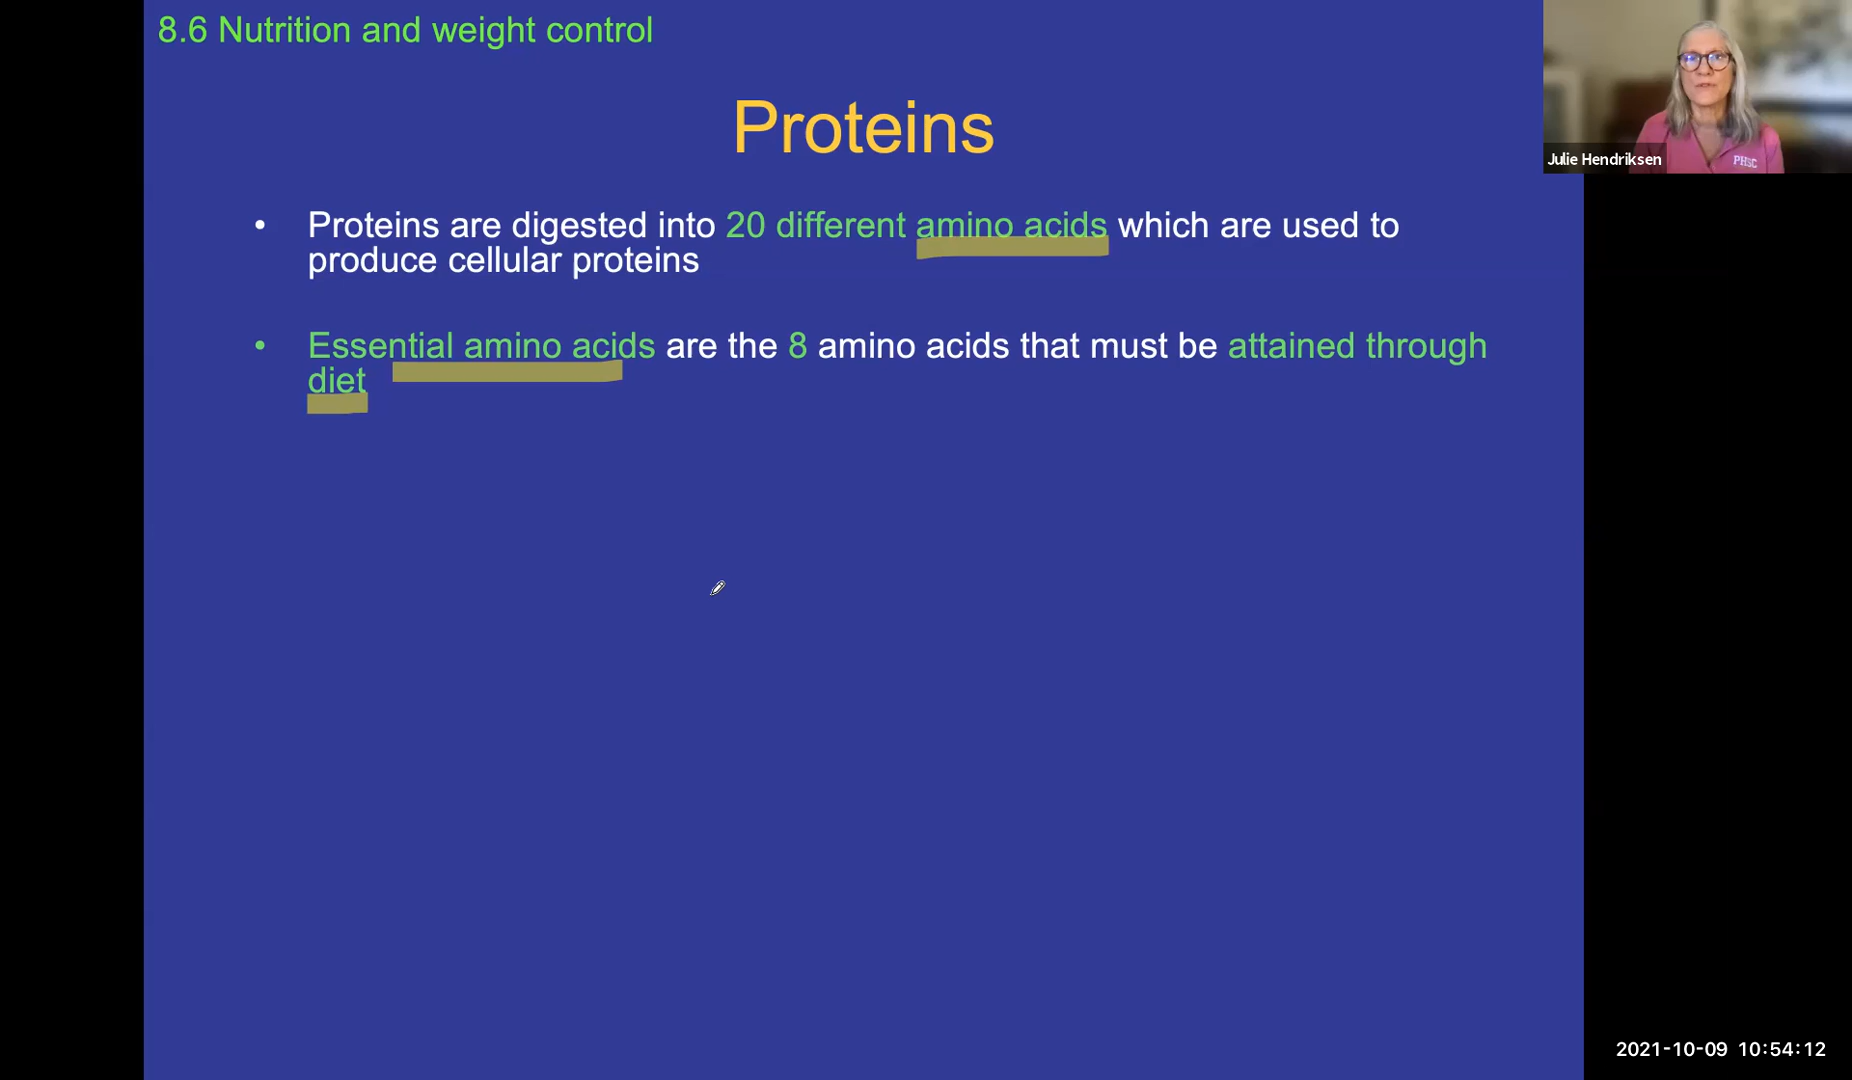 8.6 Nutrition and weight control
Proteins
• Proteins are digested into 20 different amino acids which are used to
produce cellular proteins
• Essential amino acids are the 8 amino acids that must be attained through
diet
Julie Hendriksen
PHSC
2021-10-09 10:54:12